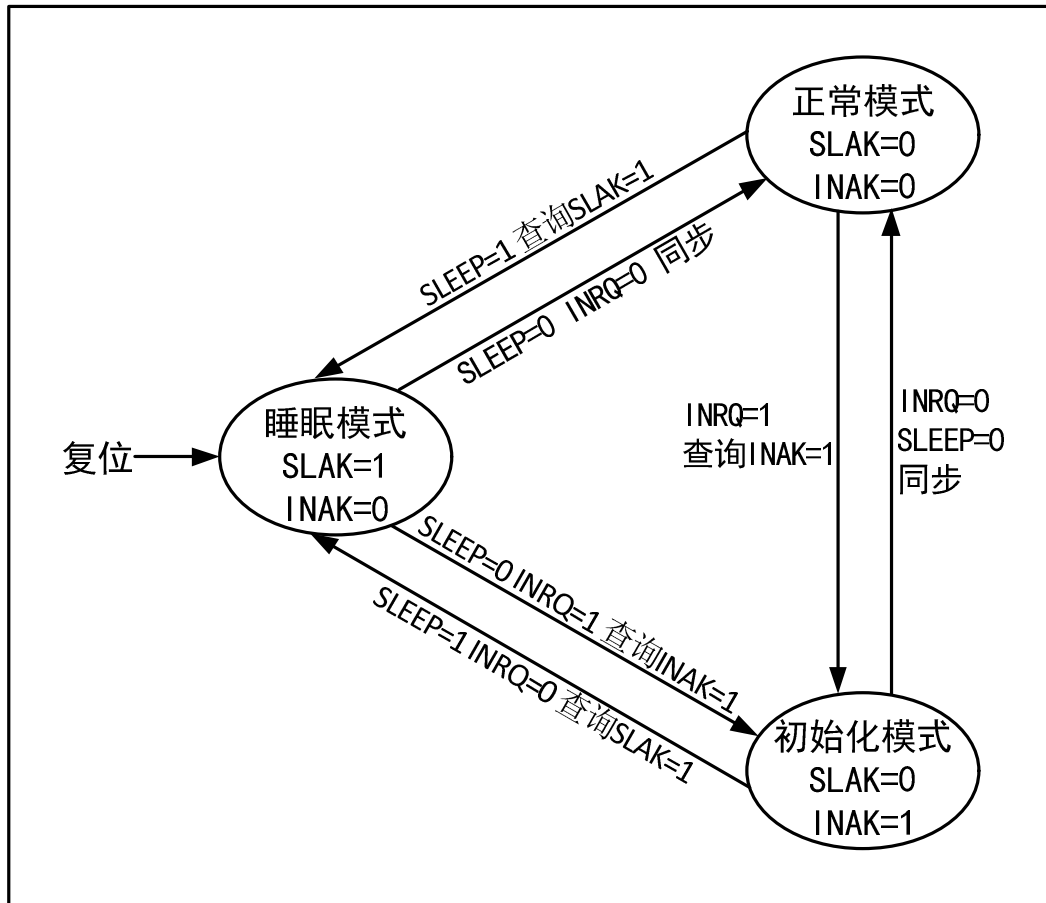 正常模式
SLAK=0
INAK=0
SLEEP=1 查询SLAK=1
SLEEP=0 INRQ=0 同步
INRQ=1
查询INAK=1
INRQ=0
SLEEP=0
同步
复位
睡眠模式
SLAK=1
INAK=0
SLEEP=0 INRQ=1 查询INAK=1
SLEEP=1 INRQ=0 查询SLAK=1
初始化模式
SLAK=0
INAK=1